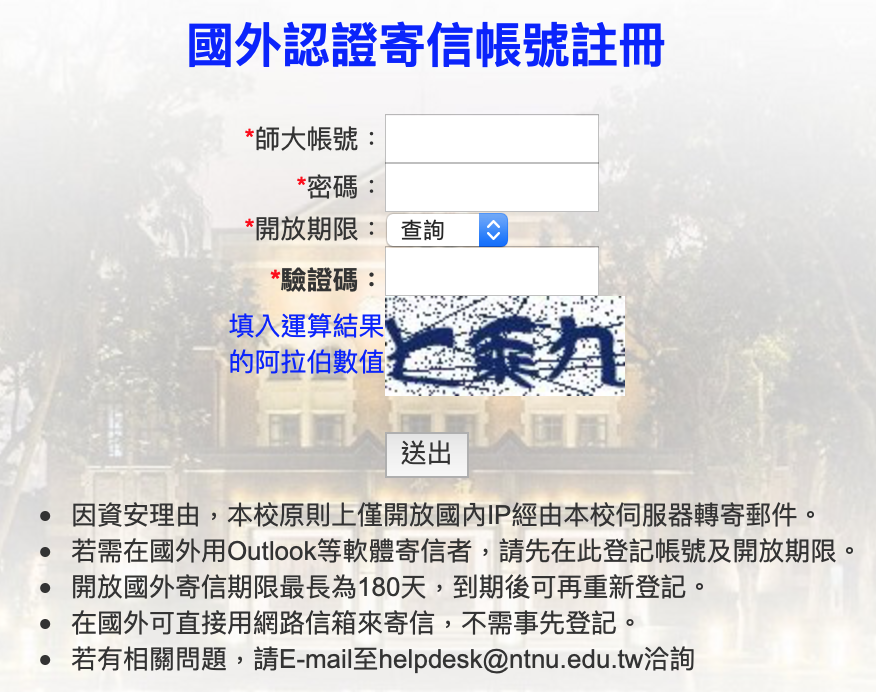 國外認證寄信帳號註冊
*師大帳號：
*密碼：
*開放期限：查詢
*驗證碼：
填入運算結果
的阿拉伯數值
送出
因資安理由，本校原則上僅開放國內IP經由本校伺服器轉寄郵件。
若需在國外用Outlook等軟體寄信者，請先在此登記帳號及開放期限。
開放國外寄信期限最長為180天，到期後可再重新登記。
在國外可直接用網路信箱來寄信，不需事先登記。
若有相關問題，請E-mail至helpdesk@ntnu.edu.tw洽詢